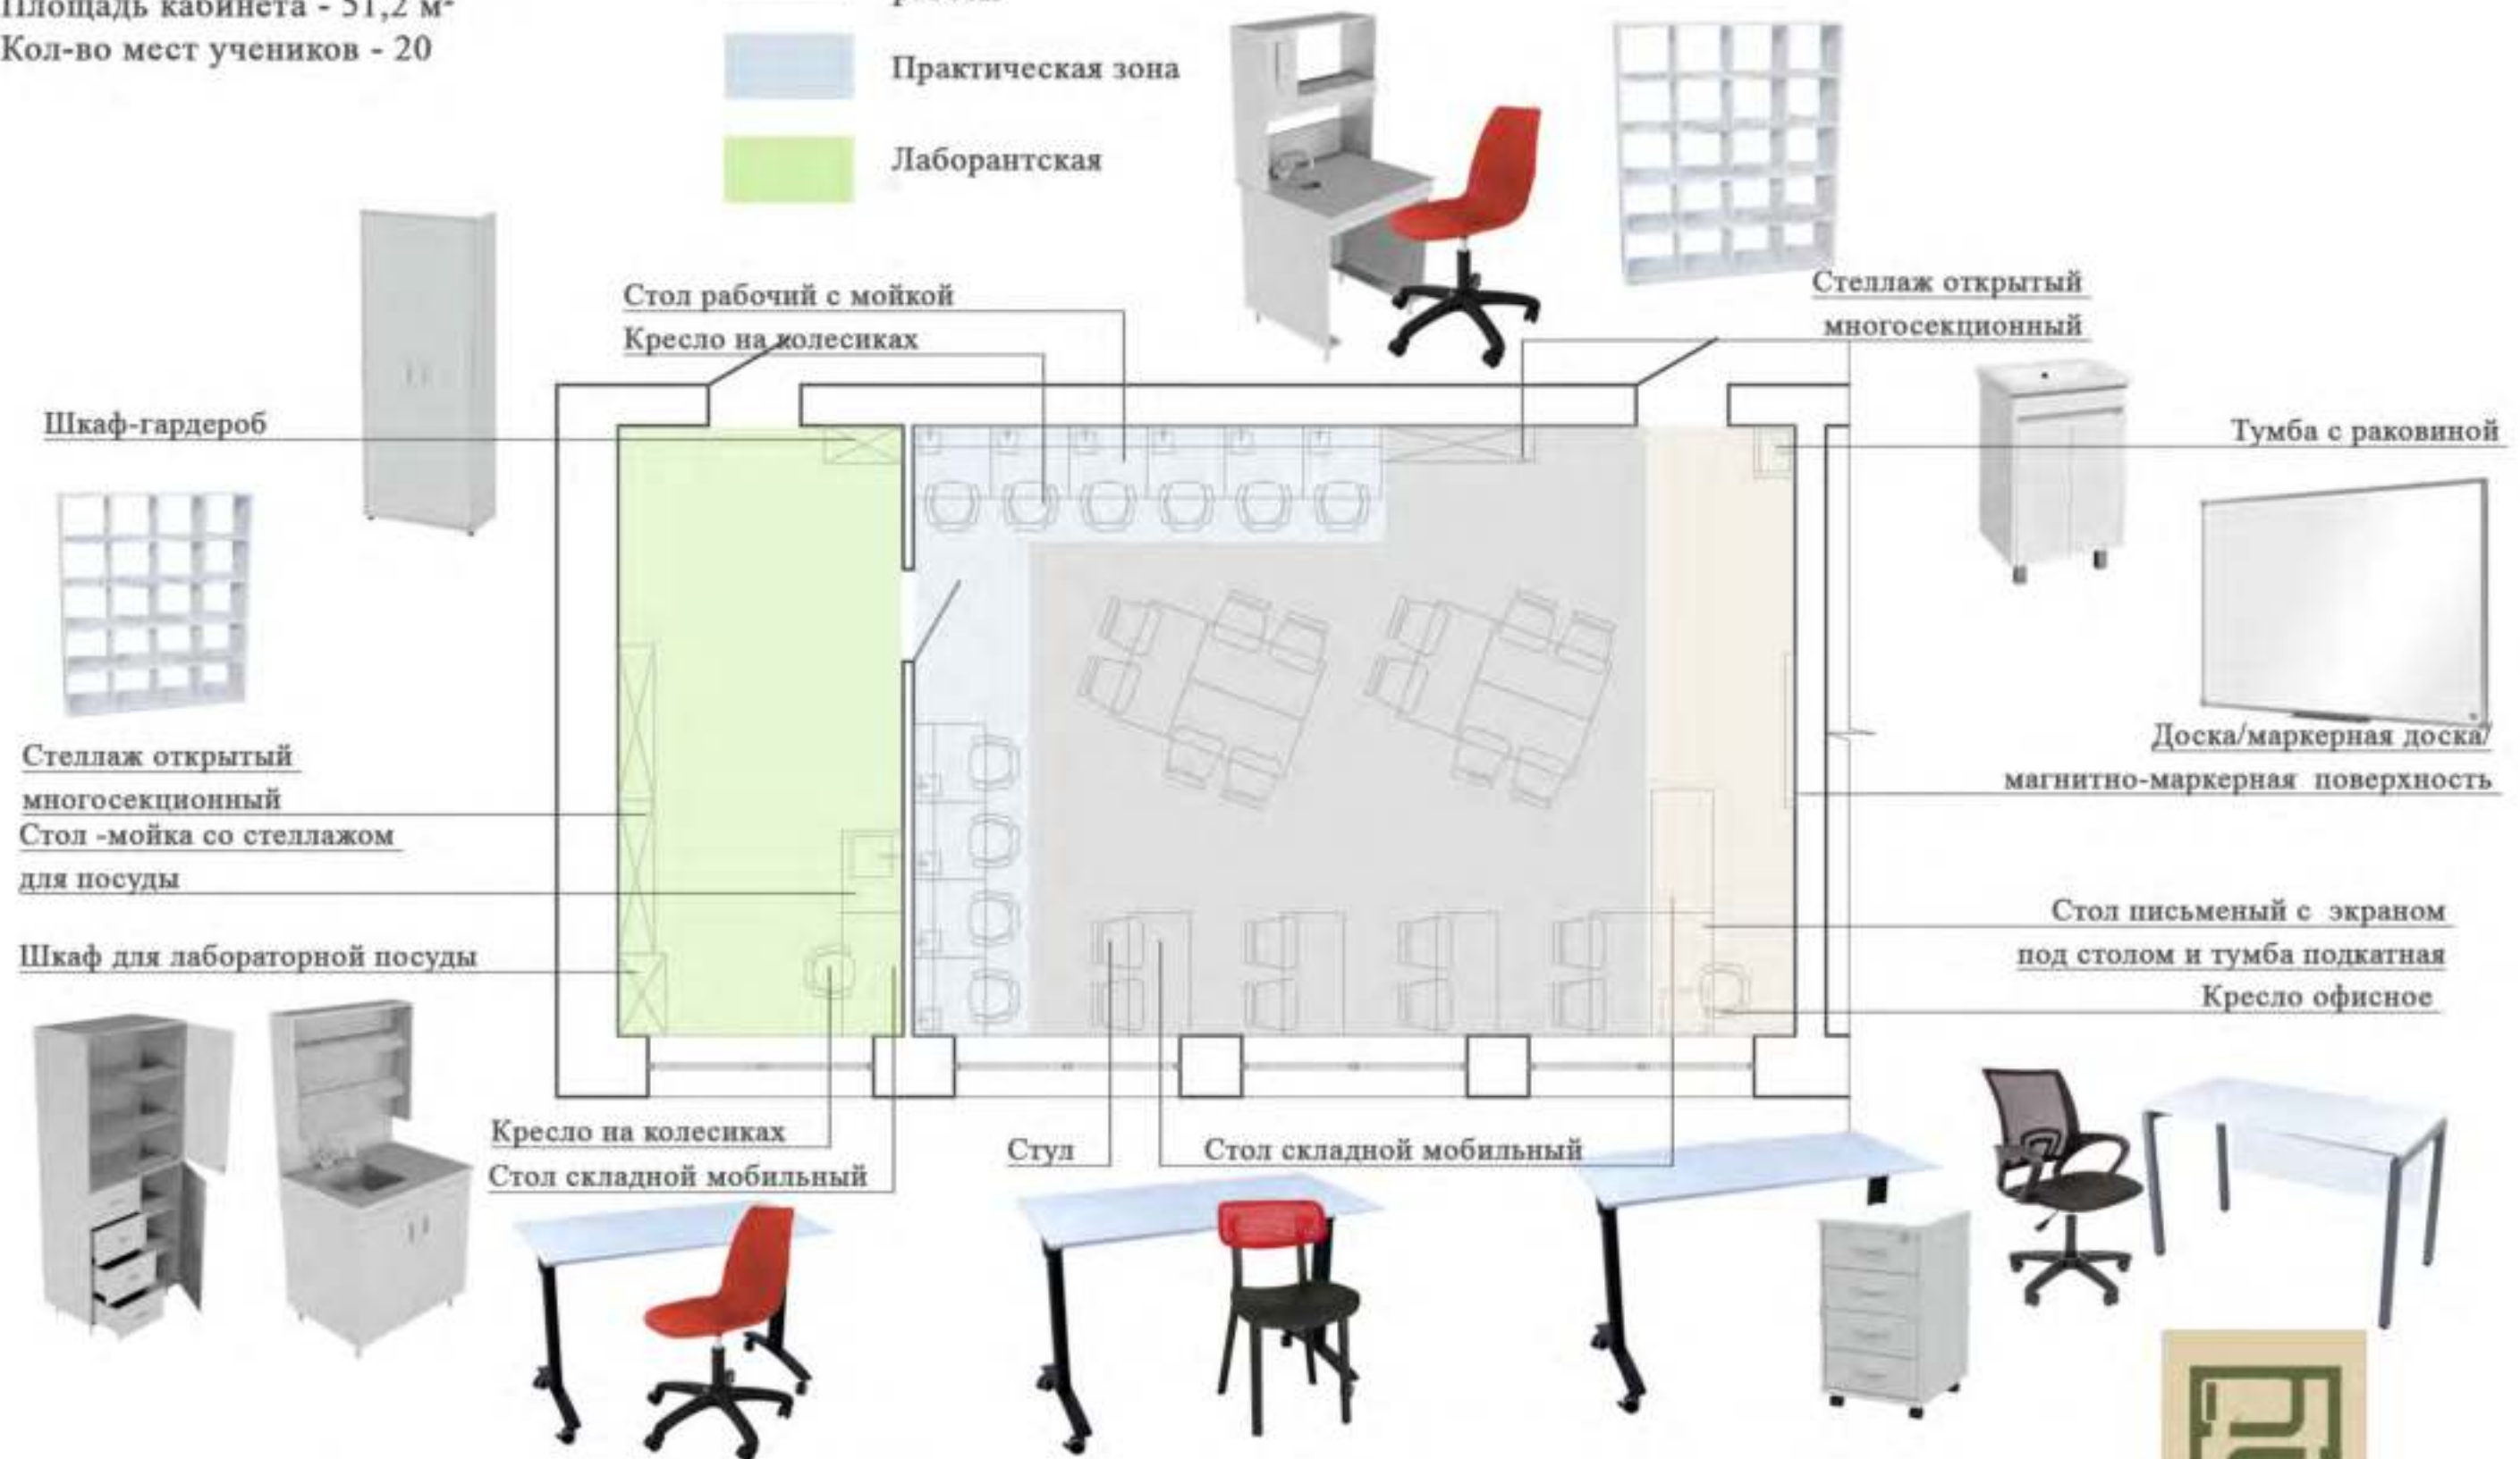 Площадь кабинета - 51,2 м²
Кол-во мест учеников - 20
Практическая зона
Лаборантская
Стол рабочий с мойкой
Кресло на колесиках
Стеллаж открытый
многосекционный
Шкаф-гардероб
Тумба с раковиной
Стеллаж открытый
многосекционный
Стол -мойка со стеллажом
для посуды
Шкаф для лабораторной посуды
Доска/маркерная доска/
магнитно-маркерная поверхность
Стол письменый с экраном
под столом и тумба подкатная
Кресло офисное
Кресло на колесиках
Стол складной мобильный
Стул
Стол складной мобильный